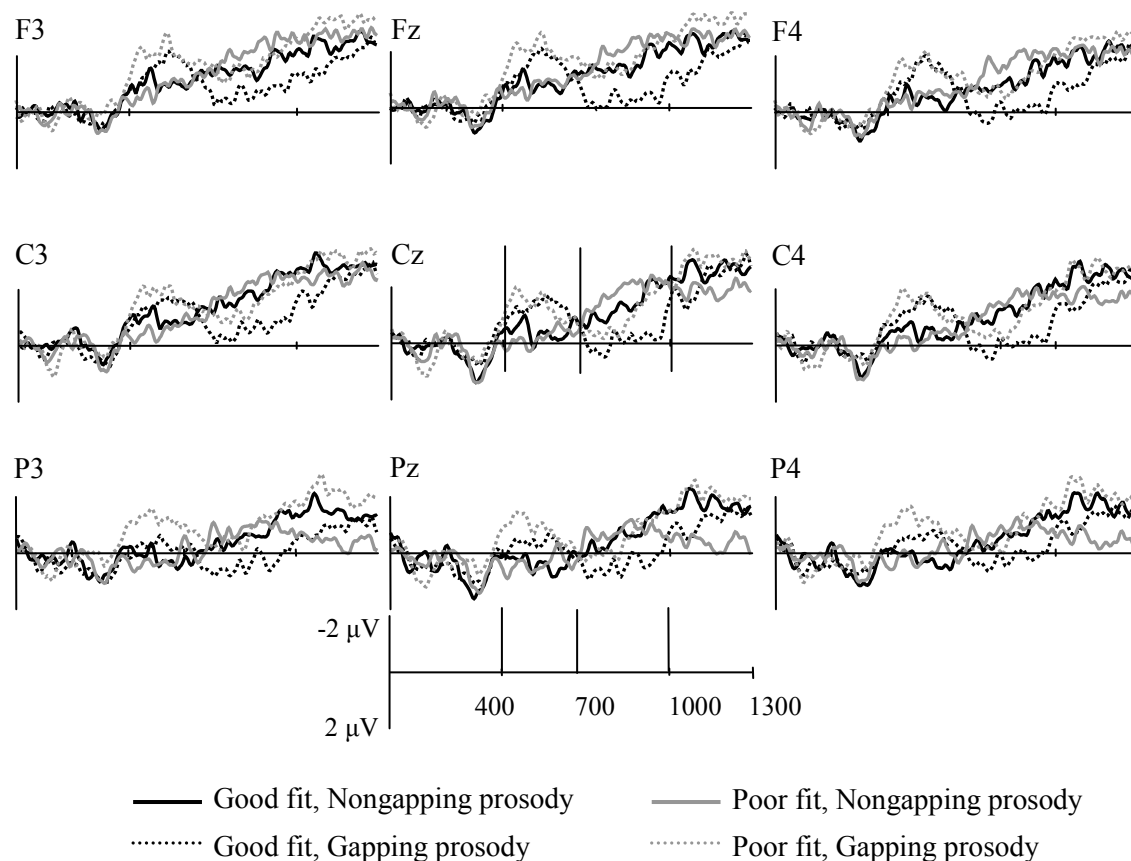 F3 Fz F4
C3 Cz C4
P3 Pz P4
-2 μV
400 700 1000 1300
2 μV
Good fit, Nongapping prosody Poor fit, Nongapping prosody
Good fit, Gapping prosody Poor fit, Gapping prosody